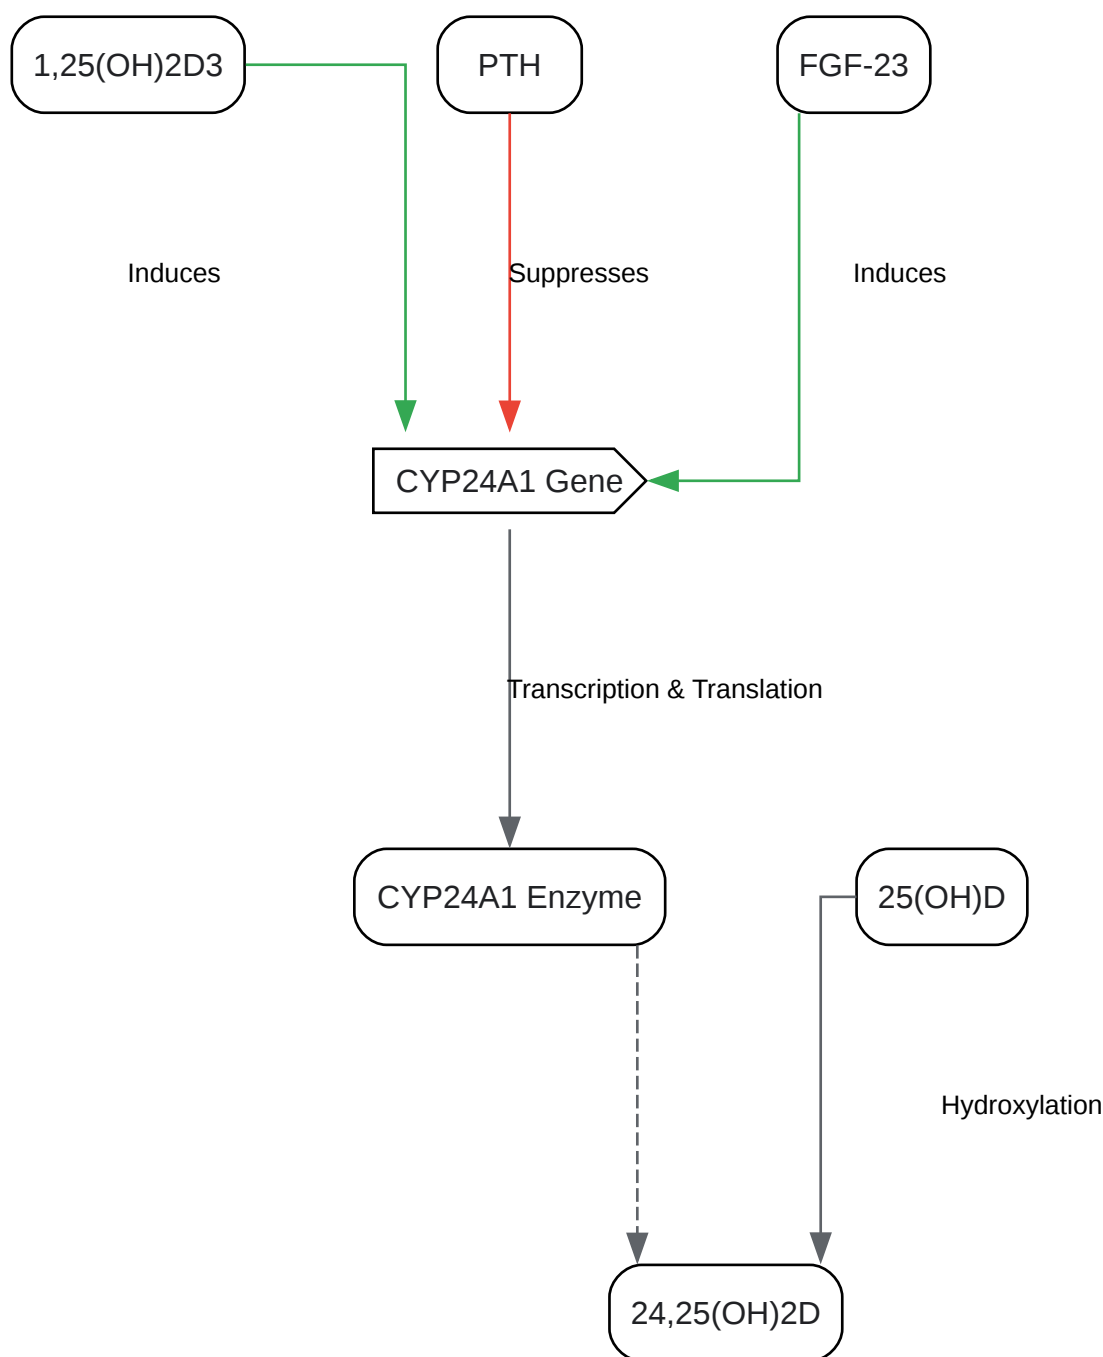 1,25(OH)2D3
PTH
FGF-23
Induces
Suppresses
Induces
CYP24A1 Gene
Transcription & Translation
CYP24A1 Enzyme
25(OH)D
Hydroxylation
24,25(OH)2D